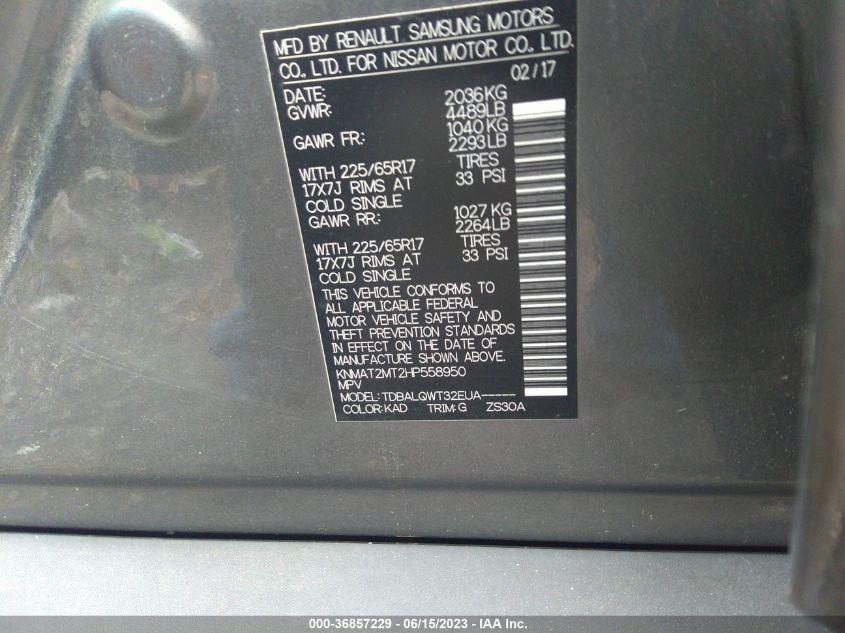 MFD BY RENAULT SAMSUNG MOTORS
CO., LTD. FOR NISSAN MOTOR CO., LTD.
02/17
DATE:
GVWR: 2036KG
4489LB
GAWR FR.: 1040KG
2293LB
WITH 225/65R17 TIRES
17X7J RIMS AT 33 PSI
COLD SINGLE
GAWR RR.: 1027 KG
2264LB
WITH 225/65R17 TIRES
17X7J RIMS AT 33 PSI
COLD SINGLE
THIS VEHICLE CONFORMS TO
ALL APPLICABLE FEDERAL
MOTOR VEHICLE SAFETY AND
THEFT PREVENTION STANDARDS
IN EFFECT ON THE DATE OF
MANUFACTURE SHOWN ABOVE.
KNMAT2MT2HP558950
MPV
MODEL: TDBALQWT32EUA------
COLOR: KAD TRIM: G ZS30A
000-36857229 - 06/15/2023 - IAA Inc.